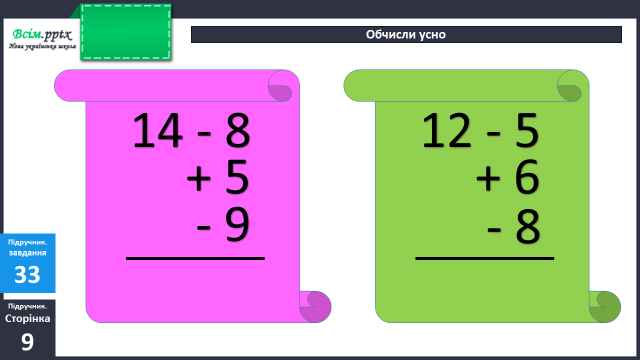 Всім.pptx
Нова українська школа
Обчисли усно
14 - 8
+ 5
- 9
12 - 5
+ 6
- 8
Підручник.
завдання
33
Підручник.
Сторінка
9